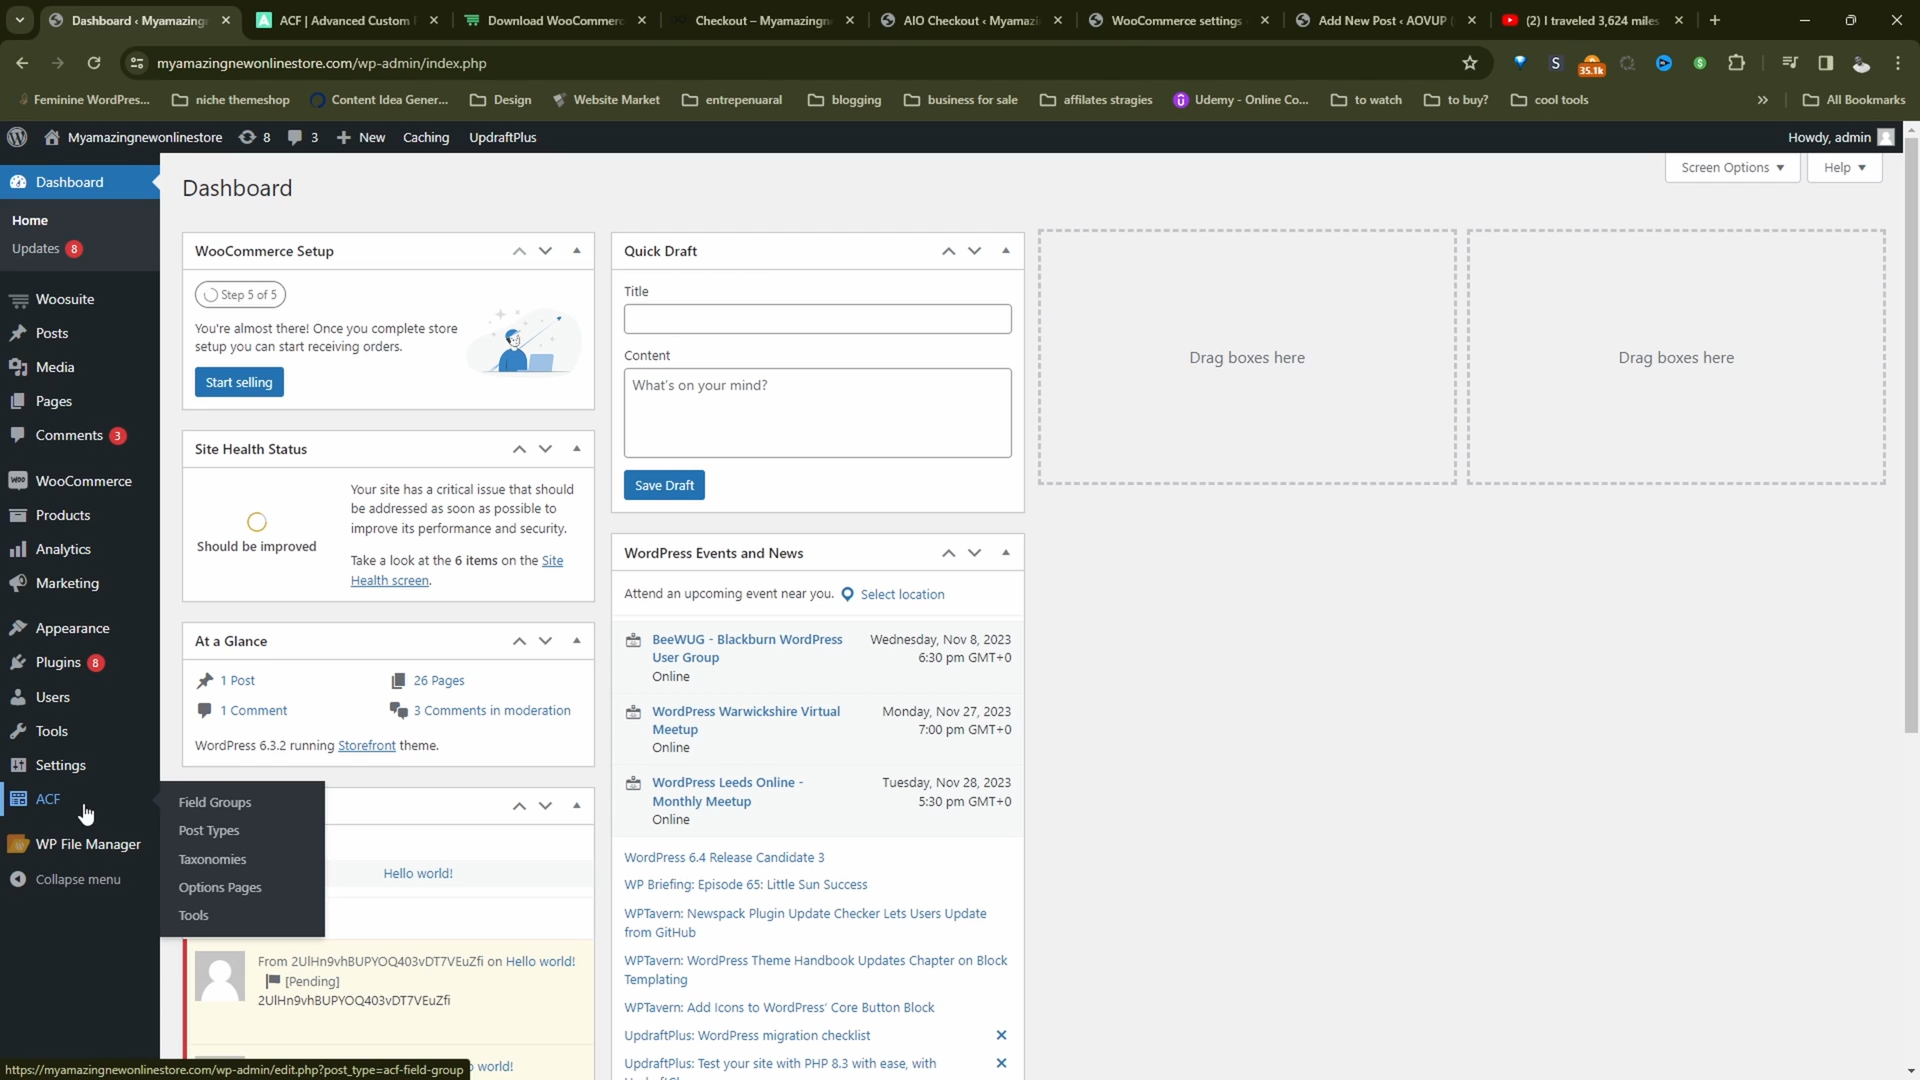 Dashboard ‹ Myamazing
ACF | Advanced Custom F
Download WooCommerc
Checkout – Myamazingn
AIO Checkout ‹ Myamazi
WooCommerce settings
Add New Post ‹ AOVUP (
(2) I traveled 3,624 miles
myamazingnewonlinestore.com/wp-admin/index.php
S
35.1k
Feminine WordPres...
niche themeshop
Content Idea Gener...
Design
Website Market
entrepenuaral
blogging
business for sale
affilates stragies
Udemy - Online Co...
to watch
to buy?
cool tools
»
All Bookmarks
Myamazingnewonlinestore
8
3
New
Caching
UpdraftPlus
Howdy, admin
Dashboard
Home
Updates 8
Woosuite
Posts
Media
Pages
Comments 3
WooCommerce
Products
Analytics
Marketing
Appearance
Plugins 8
Users
Tools
Settings
ACF
WP File Manager
Collapse menu
Field Groups
Post Types
Taxonomies
Options Pages
Tools
Dashboard
Screen Options
Help
WooCommerce Setup
Step 5 of 5
You're almost there! Once you complete store
setup you can start receiving orders.
Start selling
Site Health Status
Should be improved
Your site has a critical issue that should
be addressed as soon as possible to
improve its performance and security.
Take a look at the 6 items on the Site
Health screen.
At a Glance
1 Post
26 Pages
1 Comment
3 Comments in moderation
WordPress 6.3.2 running Storefront theme.
Hello world!
From 2UlHn9vhBUPYOQ403vDT7VEuZfi on Hello world!
[Pending]
2UlHn9vhBUPYOQ403vDT7VEuZfi
world!
Quick Draft
Title
Content
What's on your mind?
Save Draft
WordPress Events and News
Attend an upcoming event near you.
Select location
BeeWUG - Blackburn WordPress
User Group
Online
Wednesday, Nov 8, 2023
6:30 pm GMT+0
WordPress Warwickshire Virtual
Meetup
Online
Monday, Nov 27, 2023
7:00 pm GMT+0
WordPress Leeds Online -
Monthly Meetup
Online
Tuesday, Nov 28, 2023
5:30 pm GMT+0
WordPress 6.4 Release Candidate 3
WP Briefing: Episode 65: Little Sun Success
WPTavern: Newspack Plugin Update Checker Lets Users Update
from GitHub
WPTavern: WordPress Theme Handbook Updates Chapter on Block
Templating
WPTavern: Add Icons to WordPress' Core Button Block
UpdraftPlus: WordPress migration checklist
UpdraftPlus: Test your site with PHP 8.3 with ease, with
Drag boxes here
Drag boxes here
https://myamazingnewonlinestore.com/wp-admin/edit.php?post_type=acf-field-group